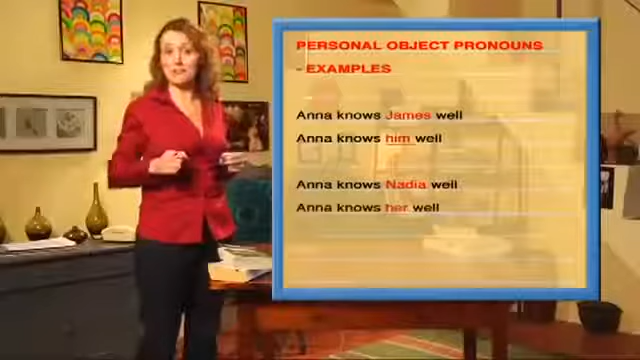 PERSONAL OBJECT PRONOUNS
- EXAMPLES
Anna knows James well
Anna knows him well
Anna knows Nadia well
Anna knows her well